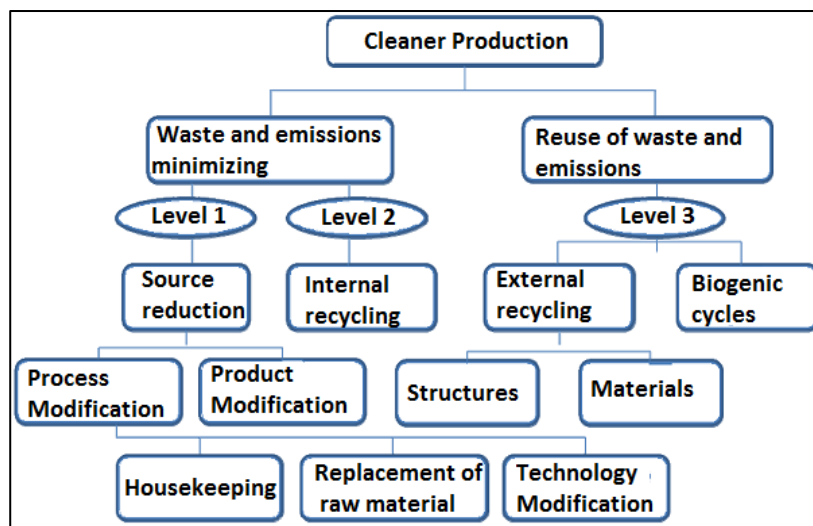 Cleaner Production
Waste and emissions
minimizing
Reuse of waste and
emissions
Level 1
Level 2
Level 3
Source
reduction
Internal
recycling
External
recycling
Biogenic
cycles
Process
Modification
Product
Modification
Structures
Materials
Housekeeping
Replacement of
raw material
Technology
Modification